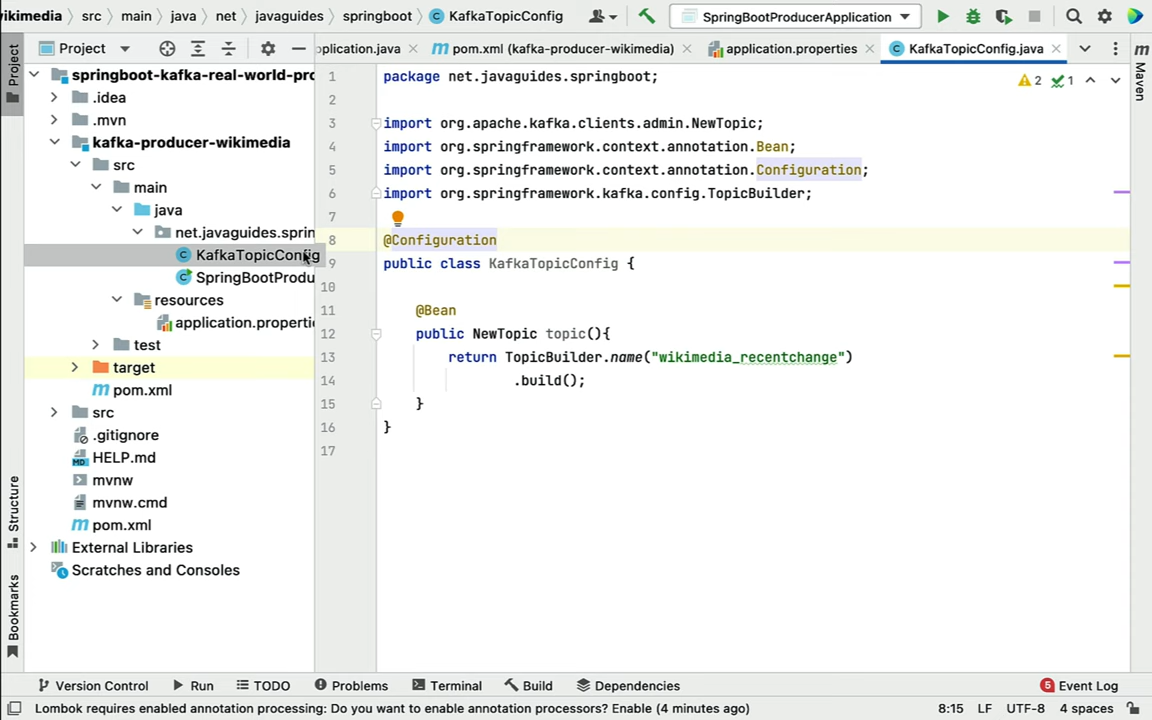 wikimedia
src
main
java
net
javaguides
springboot
KafkaTopicConfig
SpringBootProducerApplication
Project
plication.java
pom.xml (kafka-producer-wikimedia)
application.properties
KafkaTopicConfig.java
Project
Maven
springboot-kafka-real-world-pro
.idea
.mvn
kafka-producer-wikimedia
src
main
java
net.javaguides.sprin
KafkaTopicConfig
SpringBootProdu
resources
application.properti
test
target
pom.xml
src
.gitignore
HELP.md
mvnw
mvnw.cmd
pom.xml
External Libraries
Scratches and Consoles
Structure
Bookmarks
2 1
1 package net.javaguides.springboot;
2
3 import org.apache.kafka.clients.admin.NewTopic;
4 import org.springframework.context.annotation.Bean;
5 import org.springframework.context.annotation.Configuration;
6 import org.springframework.kafka.config.TopicBuilder;
7
8 @Configuration
9 public class KafkaTopicConfig {
10
11 @Bean
12 public NewTopic topic(){
13 return TopicBuilder.name("wikimedia_recentchange")
14 .build();
15 }
16 }
17
Version Control
Run
TODO
Problems
Terminal
Build
Dependencies
5 Event Log
Lombok requires enabled annotation processing: Do you want to enable annotation processors? Enable (4 minutes ago)
8:15 LF UTF-8 4 spaces